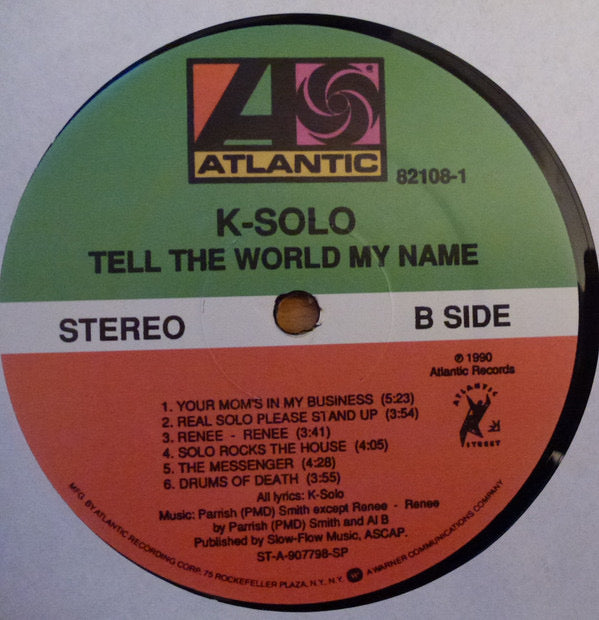 ATLANTIC
82108-1
K-SOLO
TELL THE WORLD MY NAME
STEREO
B SIDE
℗ 1990
Atlantic Records
ATLANTIC
STREET
1. YOUR MOM'S IN MY BUSINESS (5:23)
2. REAL SOLO PLEASE STAND UP (3:54)
3. RENEE - RENEE (3:41)
4. SOLO ROCKS THE HOUSE (4:05)
5. THE MESSENGER (4:28)
6. DRUMS OF DEATH (3:55)
All lyrics: K-Solo
Music: Parrish (PMD) Smith except Renee - Renee
by Parrish (PMD) Smith and Al B
Published by Slow-Flow Music, ASCAP.
ST-A-907798-SP
MFG. BY ATLANTIC RECORDING CORP. 75 ROCKEFELLER PLAZA, N.Y., N.Y. A WARNER COMMUNICATIONS COMPANY